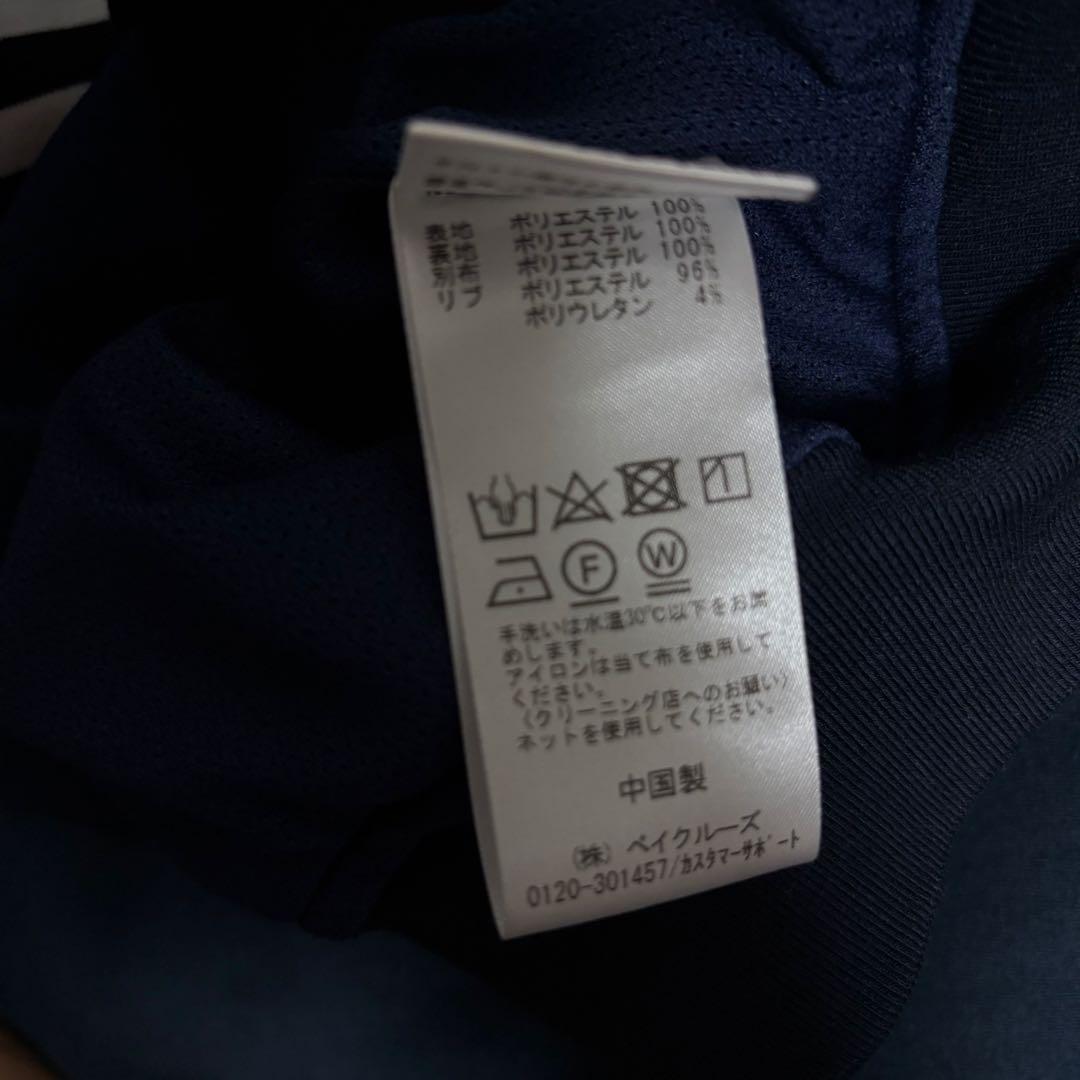 表地 ポリエステル 100%
裏地 ポリエステル 100%
別布 ポリエステル 100%
リブ ポリエステル 96%
ポリウレタン 4%
F
W
手洗いは水温30℃以下をお薦
めします。
アイロンは当て布を使用して
ください。
〈クリーニング店へのお願い〉
ネットを使用してください。
中国製
(株) ベイクルーズ
0120-301457/カスタマーサポート